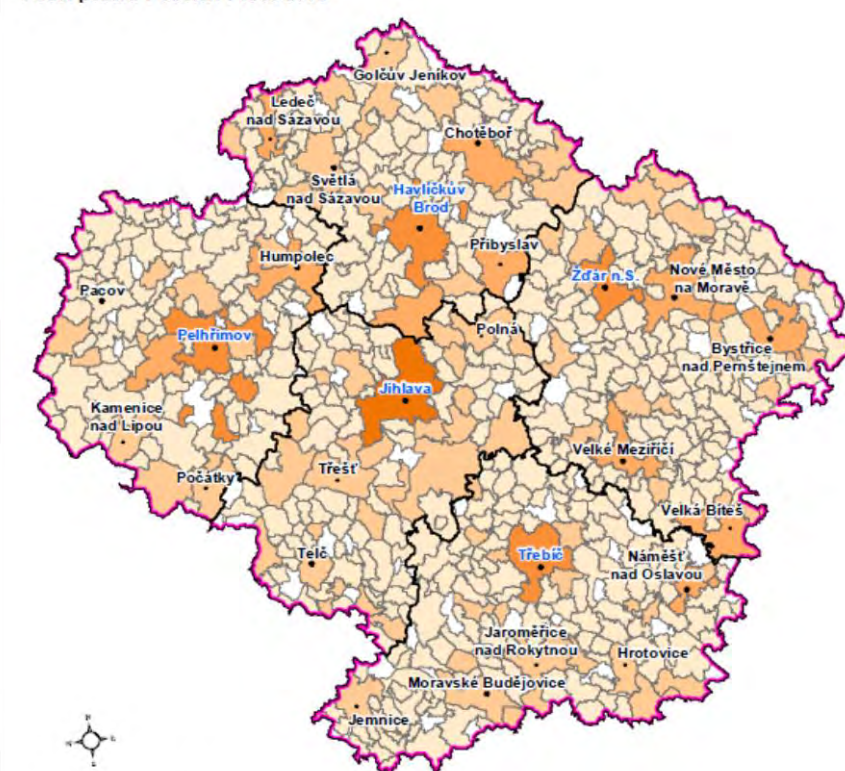 Golčův Jeníkov
Ledeč
nad Sázavou
Chotěboř
Světlá
nad Sázavou
Havlíčkův
Brod
Přibyslav
Humpolec
Žďár n.S.
Nové Město
na Moravě
Pacov
Pelhřimov
Polná
Bystřice
nad Pernštejnem
Jihlava
Kamenice
nad Lipou
Velké Meziříčí
Třešť
Počátky
Velká Bíteš
Telč
Třebíč
Náměšť
nad Oslavou
Jaroměřice
nad Rokytnou
Hrotovice
Moravské Budějovice
Jemnice